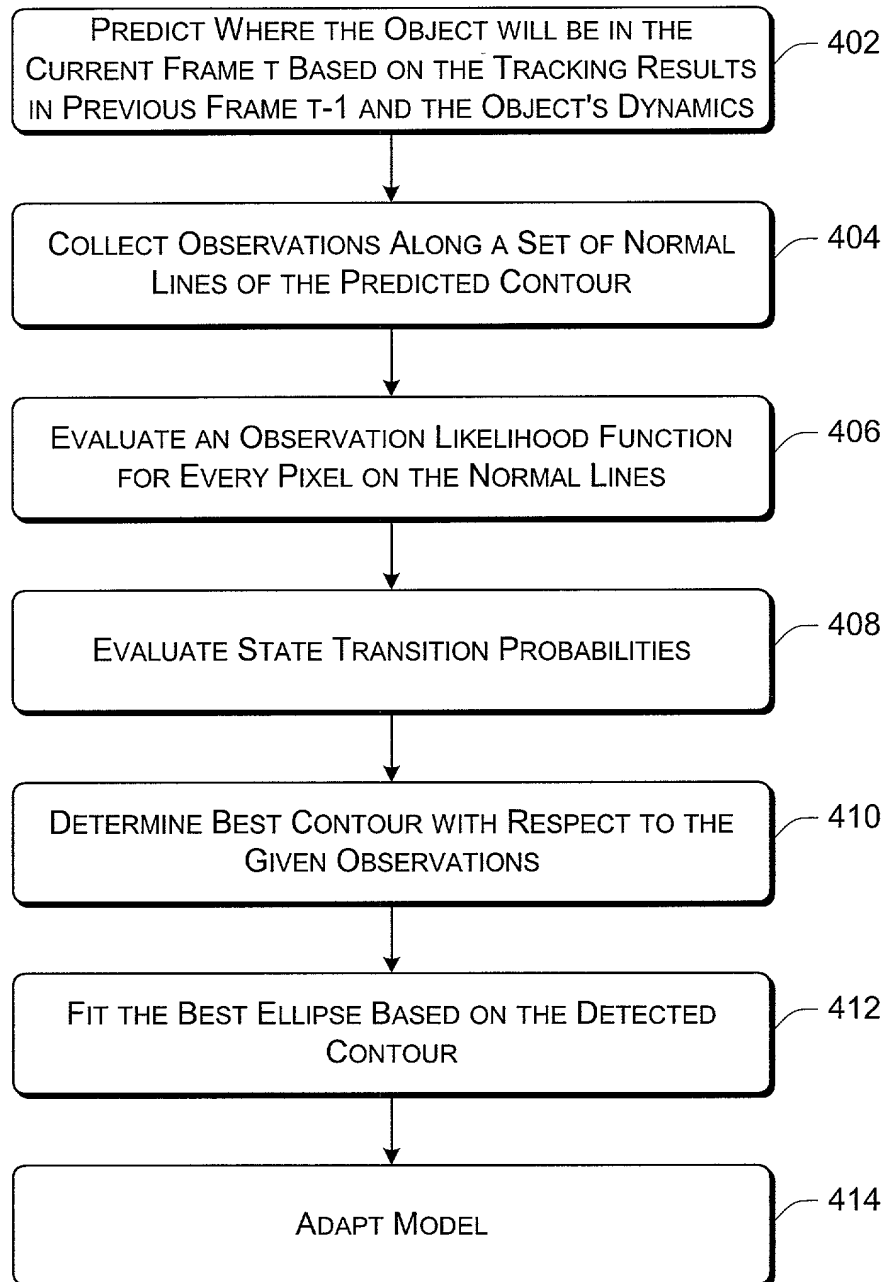 PREDICT WHERE THE OBJECT WILL BE IN THE
CURRENT FRAME T BASED ON THE TRACKING RESULTS
IN PREVIOUS FRAME T-1 AND THE OBJECT'S DYNAMICS
402
COLLECT OBSERVATIONS ALONG A SET OF NORMAL
LINES OF THE PREDICTED CONTOUR
404
EVALUATE AN OBSERVATION LIKELIHOOD FUNCTION
FOR EVERY PIXEL ON THE NORMAL LINES
406
EVALUATE STATE TRANSITION PROBABILITIES
408
DETERMINE BEST CONTOUR WITH RESPECT TO THE
GIVEN OBSERVATIONS
410
FIT THE BEST ELLIPSE BASED ON THE DETECTED
CONTOUR
412
ADAPT MODEL
414